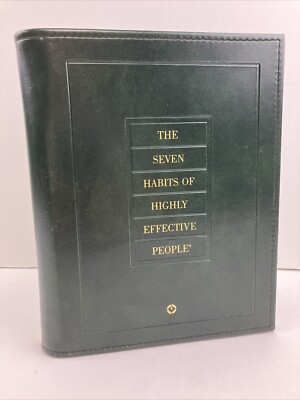 THE
SEVEN
HABITS OF
HIGHLY
EFFECTIVE
PEOPLE®